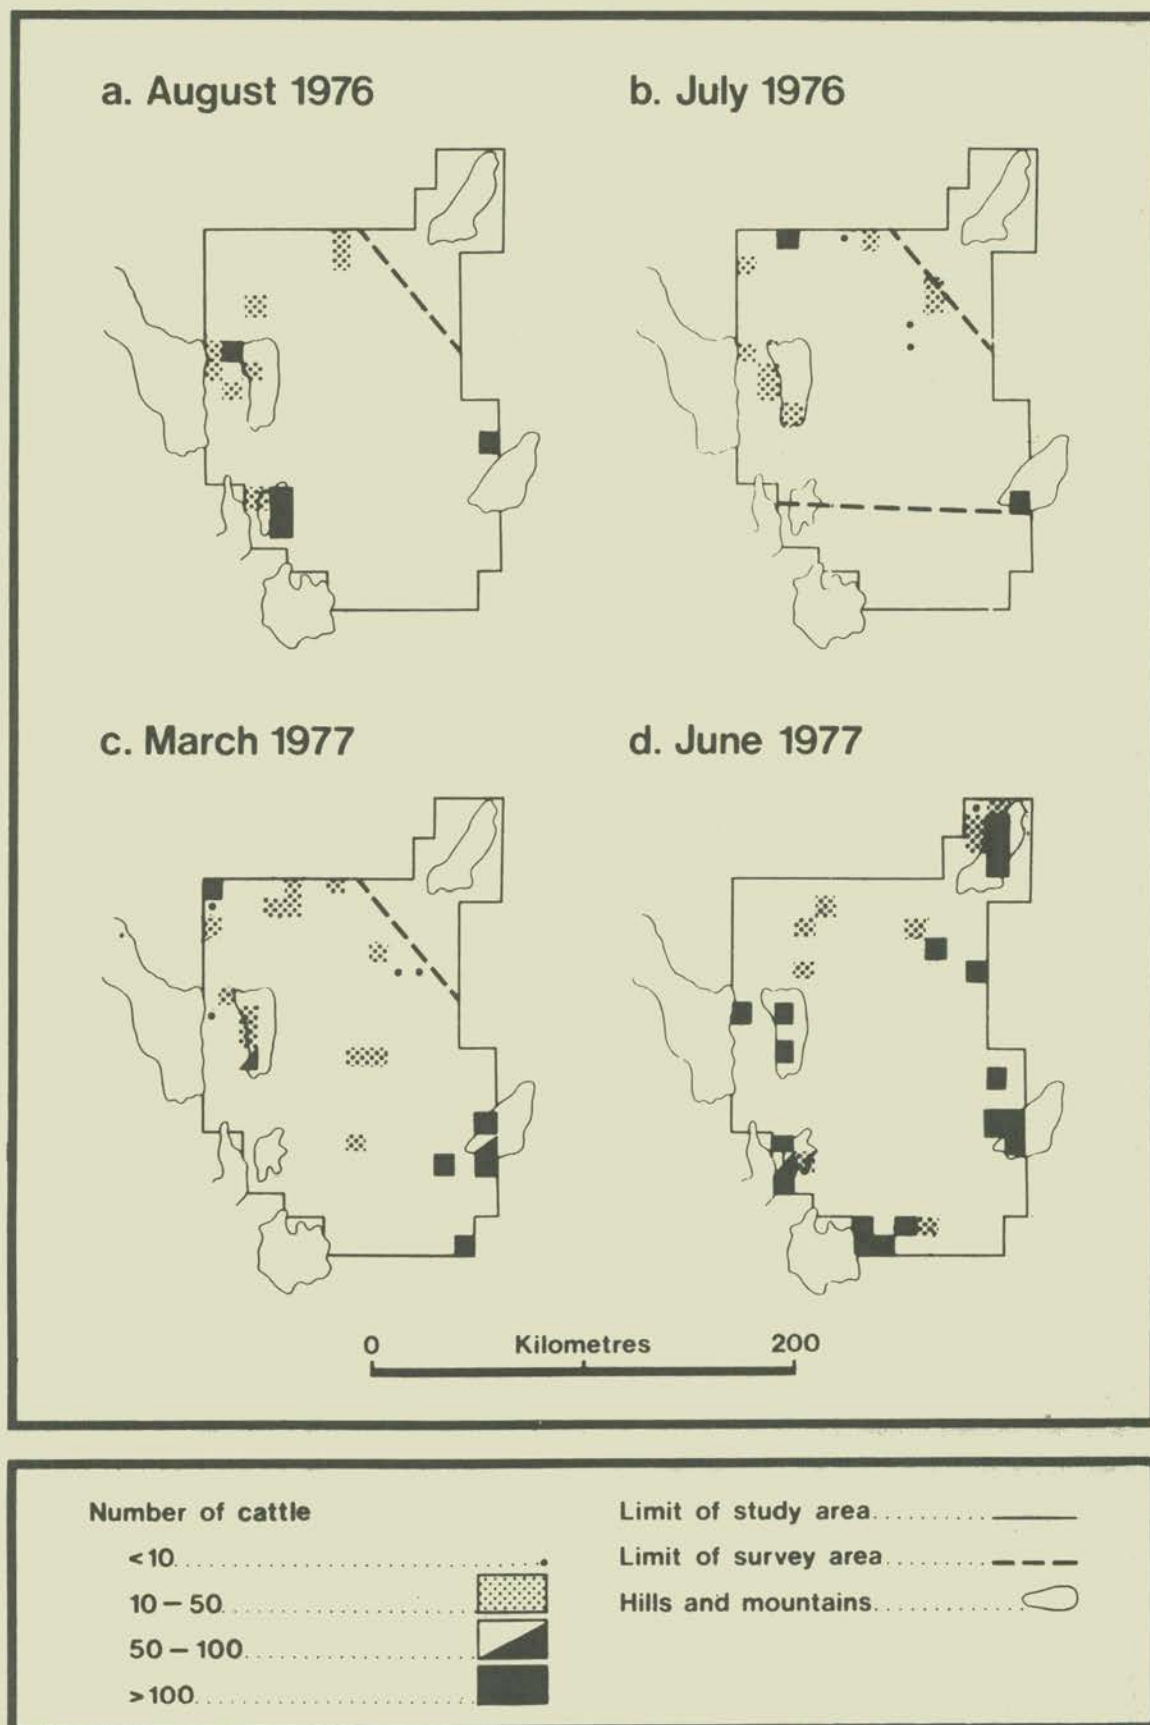 a. August 1976
b. July 1976
c. March 1977
d. June 1977
0 Kilometres 200
Number of cattle
<10
10 – 50
50 – 100
>100
Limit of study area
Limit of survey area
Hills and mountains